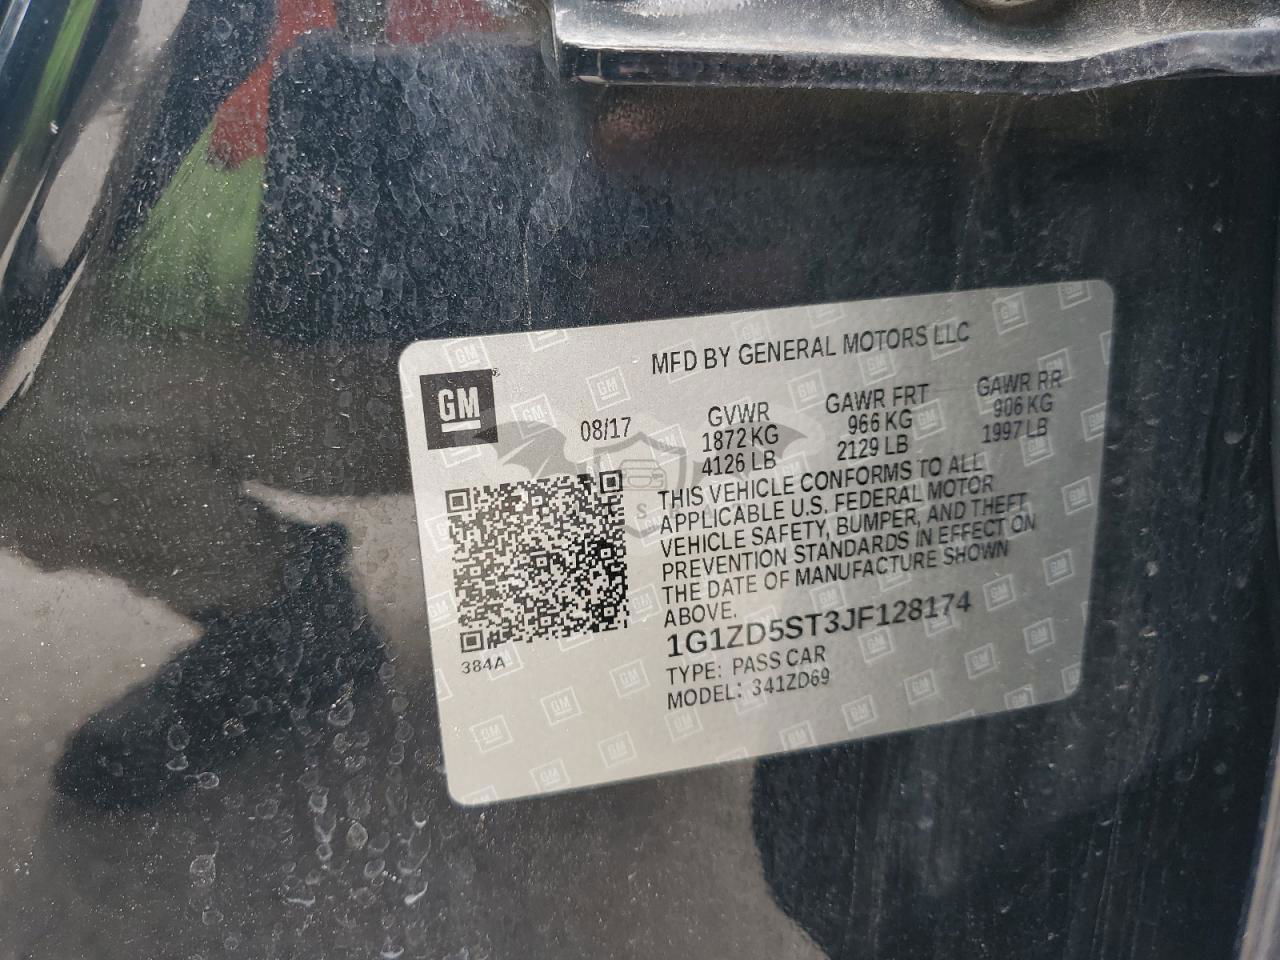 MFD BY GENERAL MOTORS LLC
GM
08/17
GVWR
1872 KG
4126 LB
GAWR FRT
966 KG
2129 LB
GAWR RR
906 KG
1997 LB
THIS VEHICLE CONFORMS TO ALL
APPLICABLE U.S. FEDERAL MOTOR
VEHICLE SAFETY, BUMPER, AND THEFT
PREVENTION STANDARDS IN EFFECT ON
THE DATE OF MANUFACTURE SHOWN
ABOVE.
1G1ZD5ST3JF128174
TYPE: PASS CAR
MODEL: 341ZD69
384A